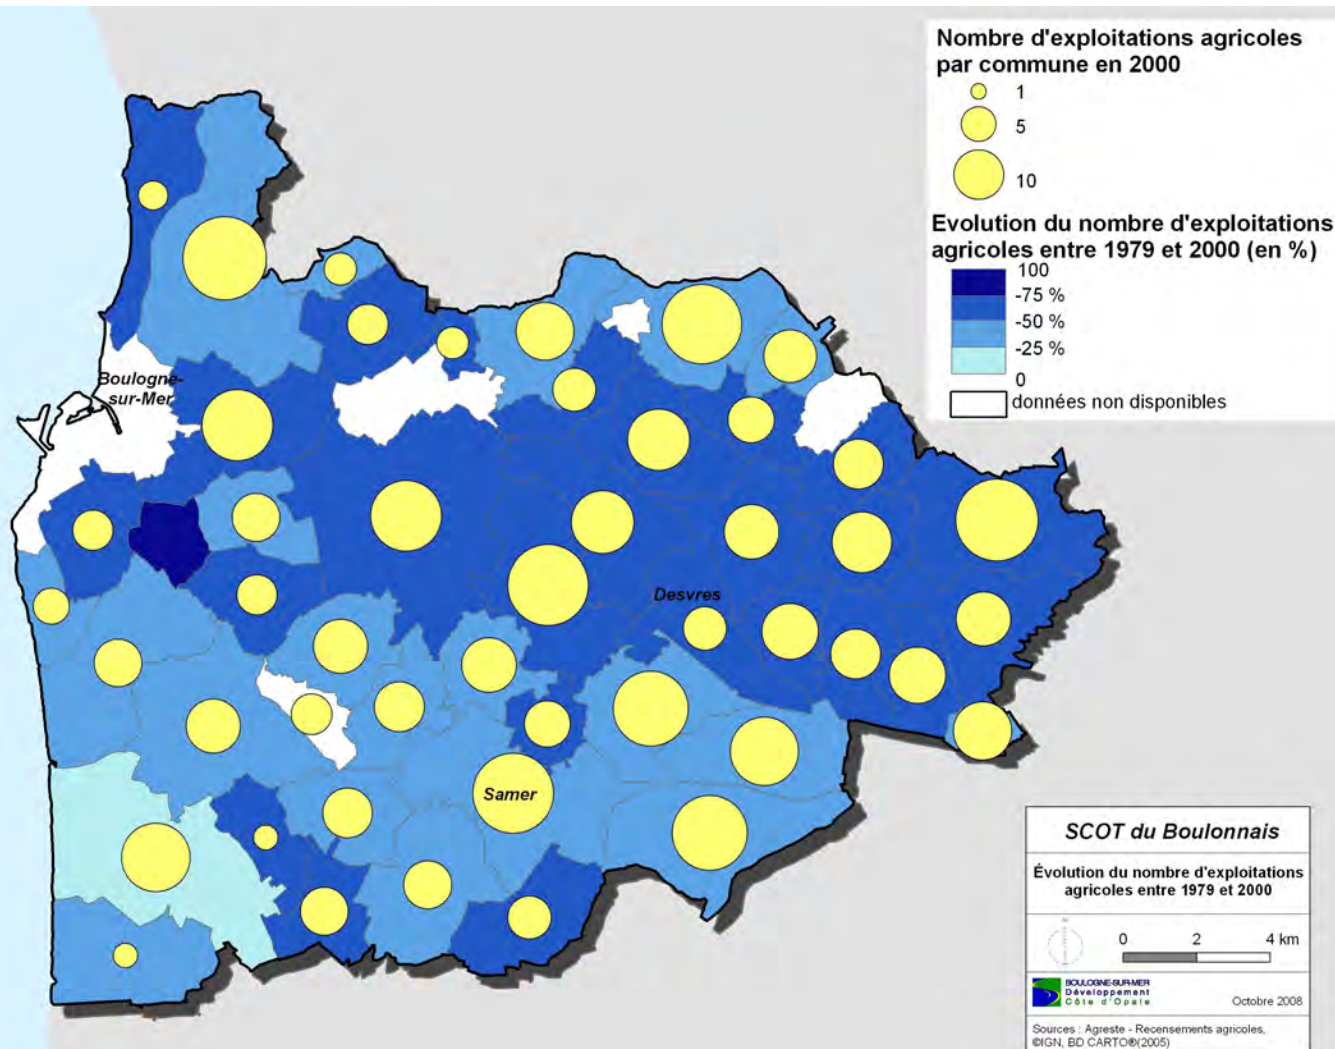 Nombre d'exploitations agricoles
par commune en 2000
1
5
10
Evolution du nombre d'exploitations
agricoles entre 1979 et 2000 (en %)
100
-75 %
-50 %
-25 %
0
données non disponibles
Boulogne-
sur-Mer
Desvres
Samer
SCOT du Boulonnais
Évolution du nombre d'exploitations
agricoles entre 1979 et 2000
0 2 4 km
BOULOGNE-SUR-MER
Développement
Côte d'Opale
Octobre 2008
Sources : Agreste - Recensements agricoles,
©IGN, BD CARTO®(2005)